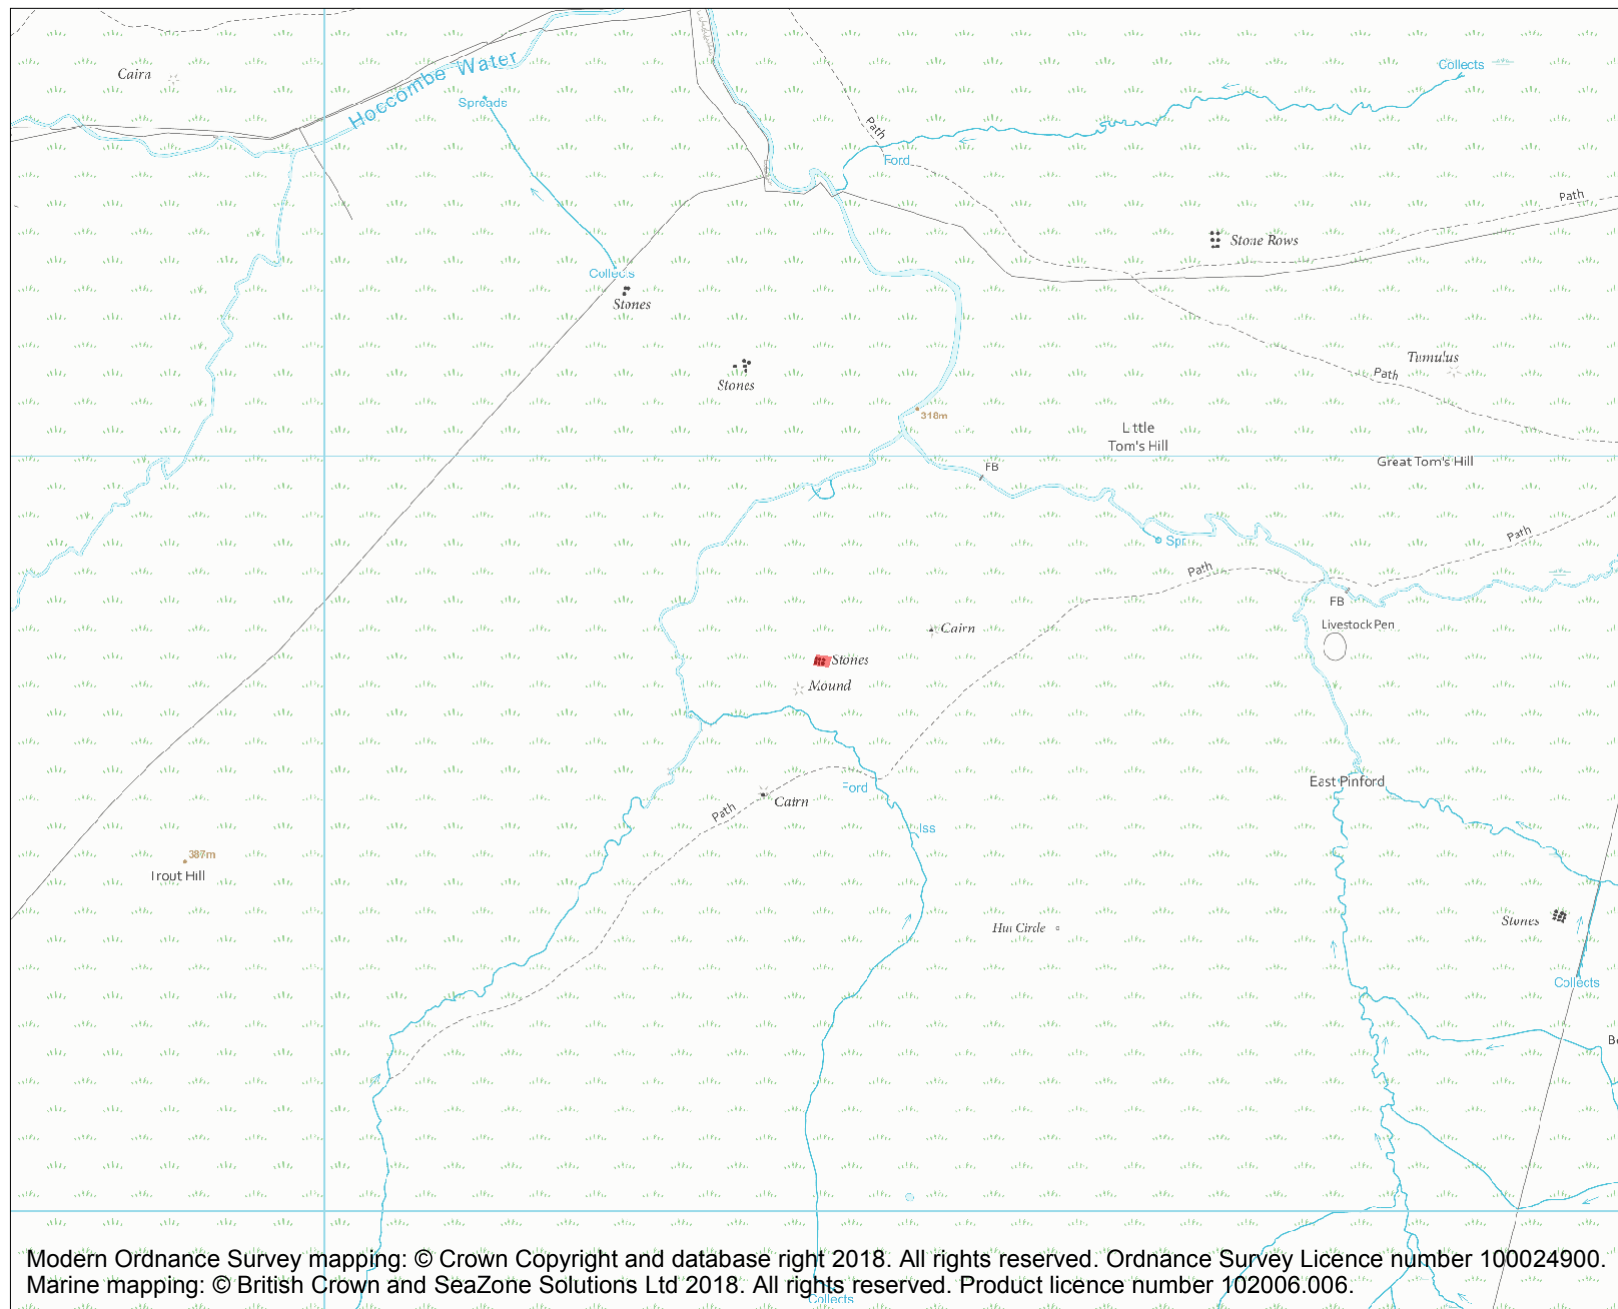 Collects
Caira
Hoccombe Water
Spreads
Path
Ford
Path
Stone Rows
Collects
Stones
Tumulus
Path
Stones
318m
Little
Tom's Hill
Great Tom's Hill
FB
Path
Spr
Path
FB
Livestock Pen
Cairn
Stones
Mound
East Pinford
Ford
Cairn
Path
Iss
387m
Trout Hill
Stones
Hut Circle
Collects
Modern Ordnance Survey mapping: © Crown Copyright and database right 2018. All rights reserved. Ordnance Survey Licence number 100024900.
Marine mapping: © British Crown and SeaZone Solutions Ltd 2018. All rights reserved. Product licence number 102006.006.
Collects